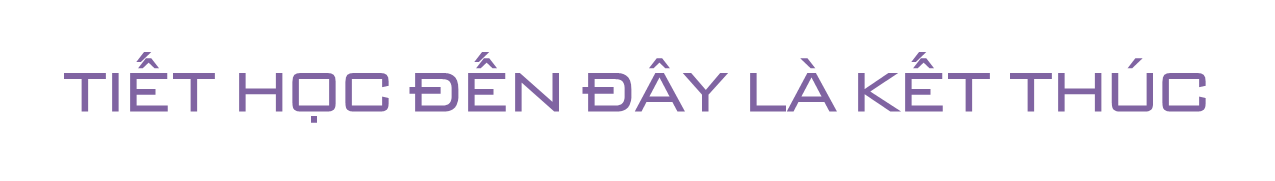 TIẾT HỌC ĐẾN ĐÂY LÀ KẾT THÚC